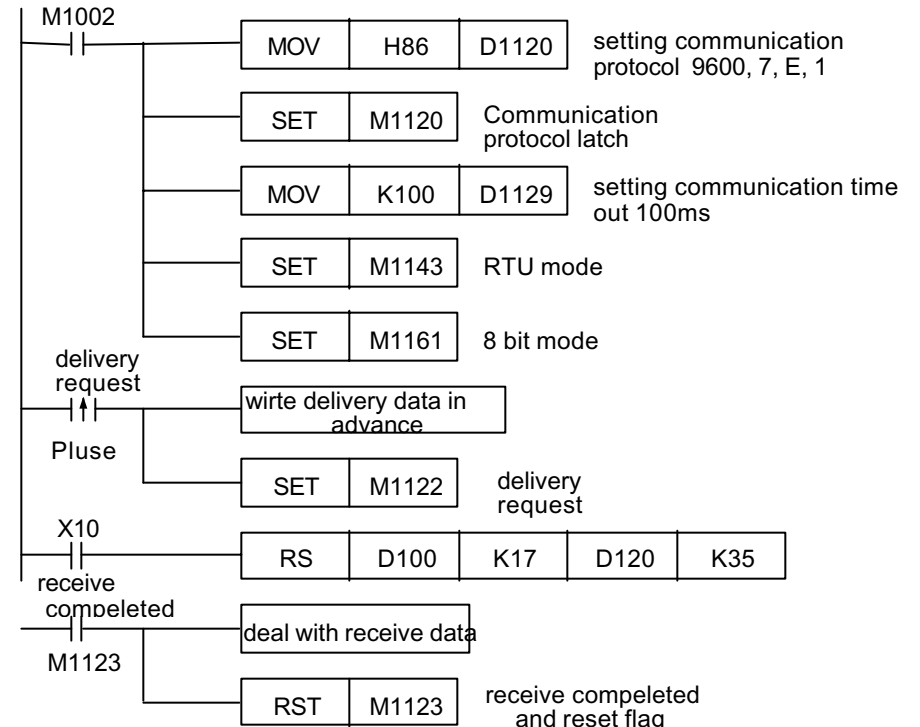 M1002
MOV H86 D1120 setting communication
protocol 9600, 7, E, 1
SET M1120 Communication
protocol latch
MOV K100 D1129 setting communication time
out 100ms
SET M1143 RTU mode
SET M1161 8 bit mode
delivery
request
wirte delivery data in
advance
Pluse
SET M1122 delivery
request
X10
RS D100 K17 D120 K35
receive
compeleted
deal with receive data
M1123
RST M1123 receive compeleted
and reset flag